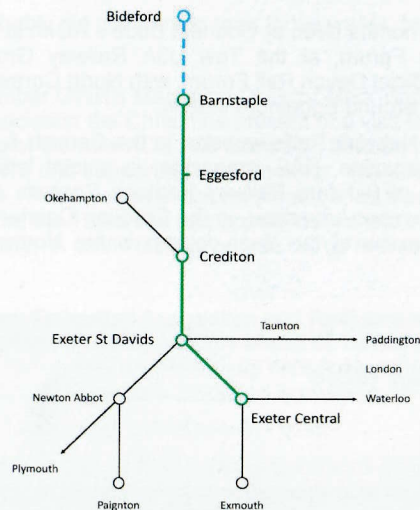 Bideford
Barnstaple
Eggesford
Okehampton
Crediton
Taunton
Exeter St Davids
Paddington
London
Newton Abbot
Waterloo
Exeter Central
Plymouth
Paignton
Exmouth